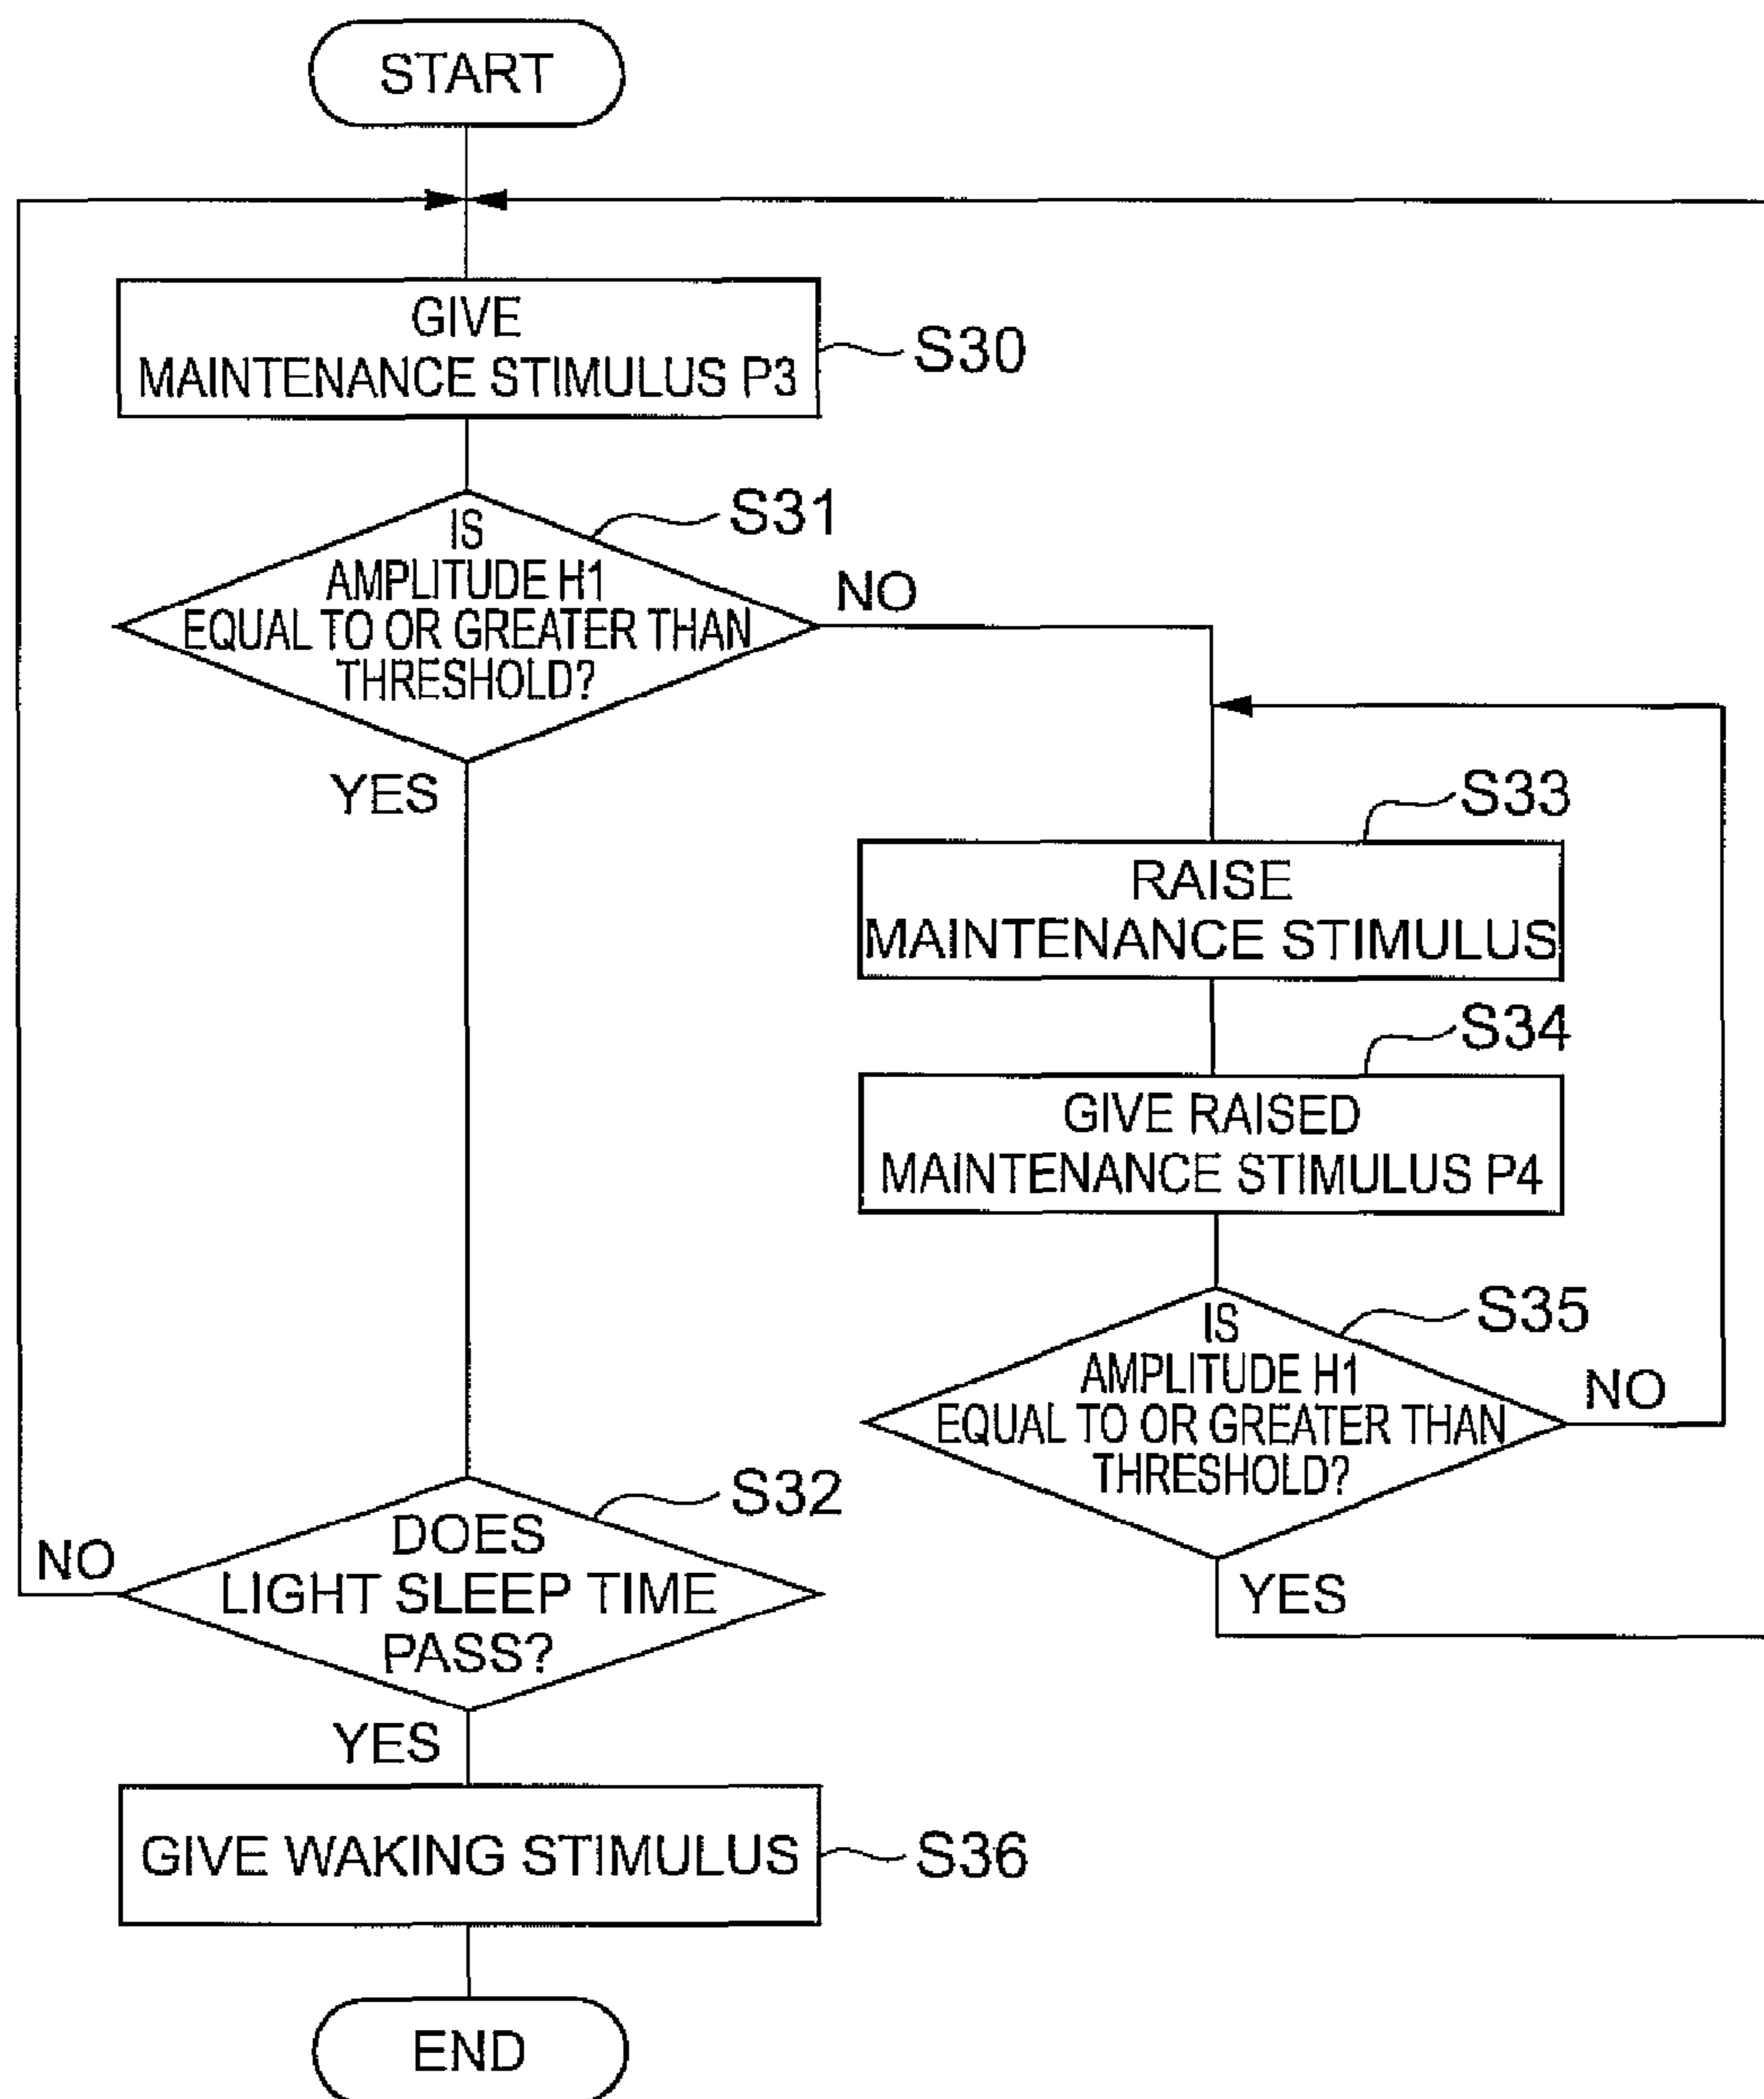 START
GIVE
MAINTENANCE STIMULUS P3
S30
S31
IS
AMPLITUDE H1
EQUAL TO OR GREATER THAN
THRESHOLD?
NO
YES
S33
RAISE
MAINTENANCE STIMULUS
S34
GIVE RAISED
MAINTENANCE STIMULUS P4
S35
IS
AMPLITUDE H1
EQUAL TO OR GREATER THAN
THRESHOLD?
NO
YES
S32
DOES
LIGHT SLEEP TIME
PASS?
NO
YES
GIVE WAKING STIMULUS
S36
END